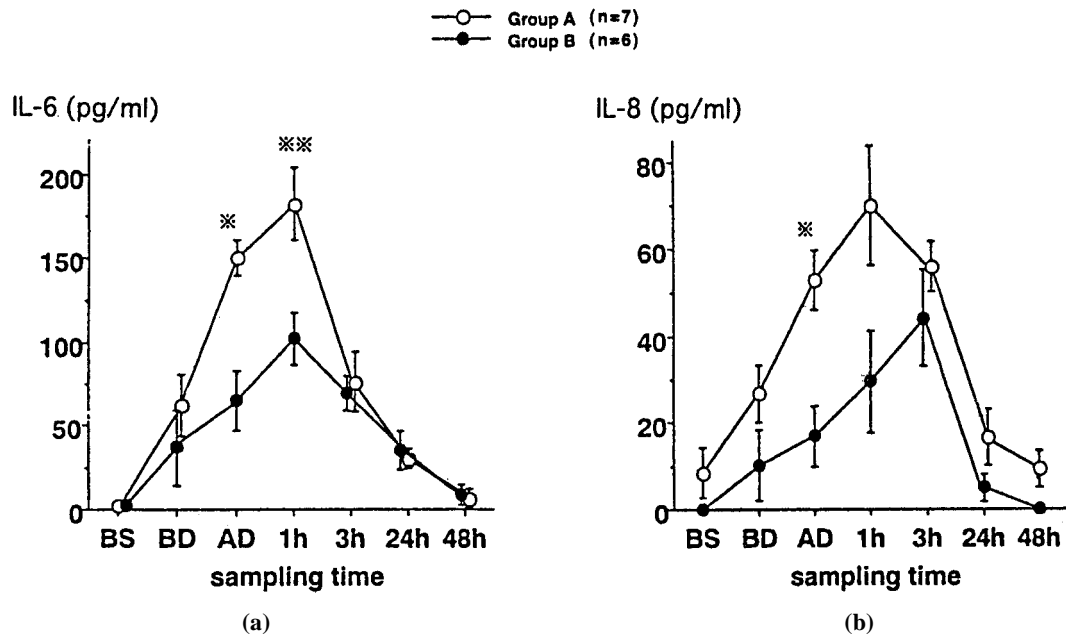 Group A (n=7)
Group B (n=6)
IL-6 (pg/ml)
※※
※
200
150
100
50
0
BS BD AD 1h 3h 24h 48h
sampling time
(a)
IL-8 (pg/ml)
※
80
60
40
20
0
BS BD AD 1h 3h 24h 48h
sampling time
(b)